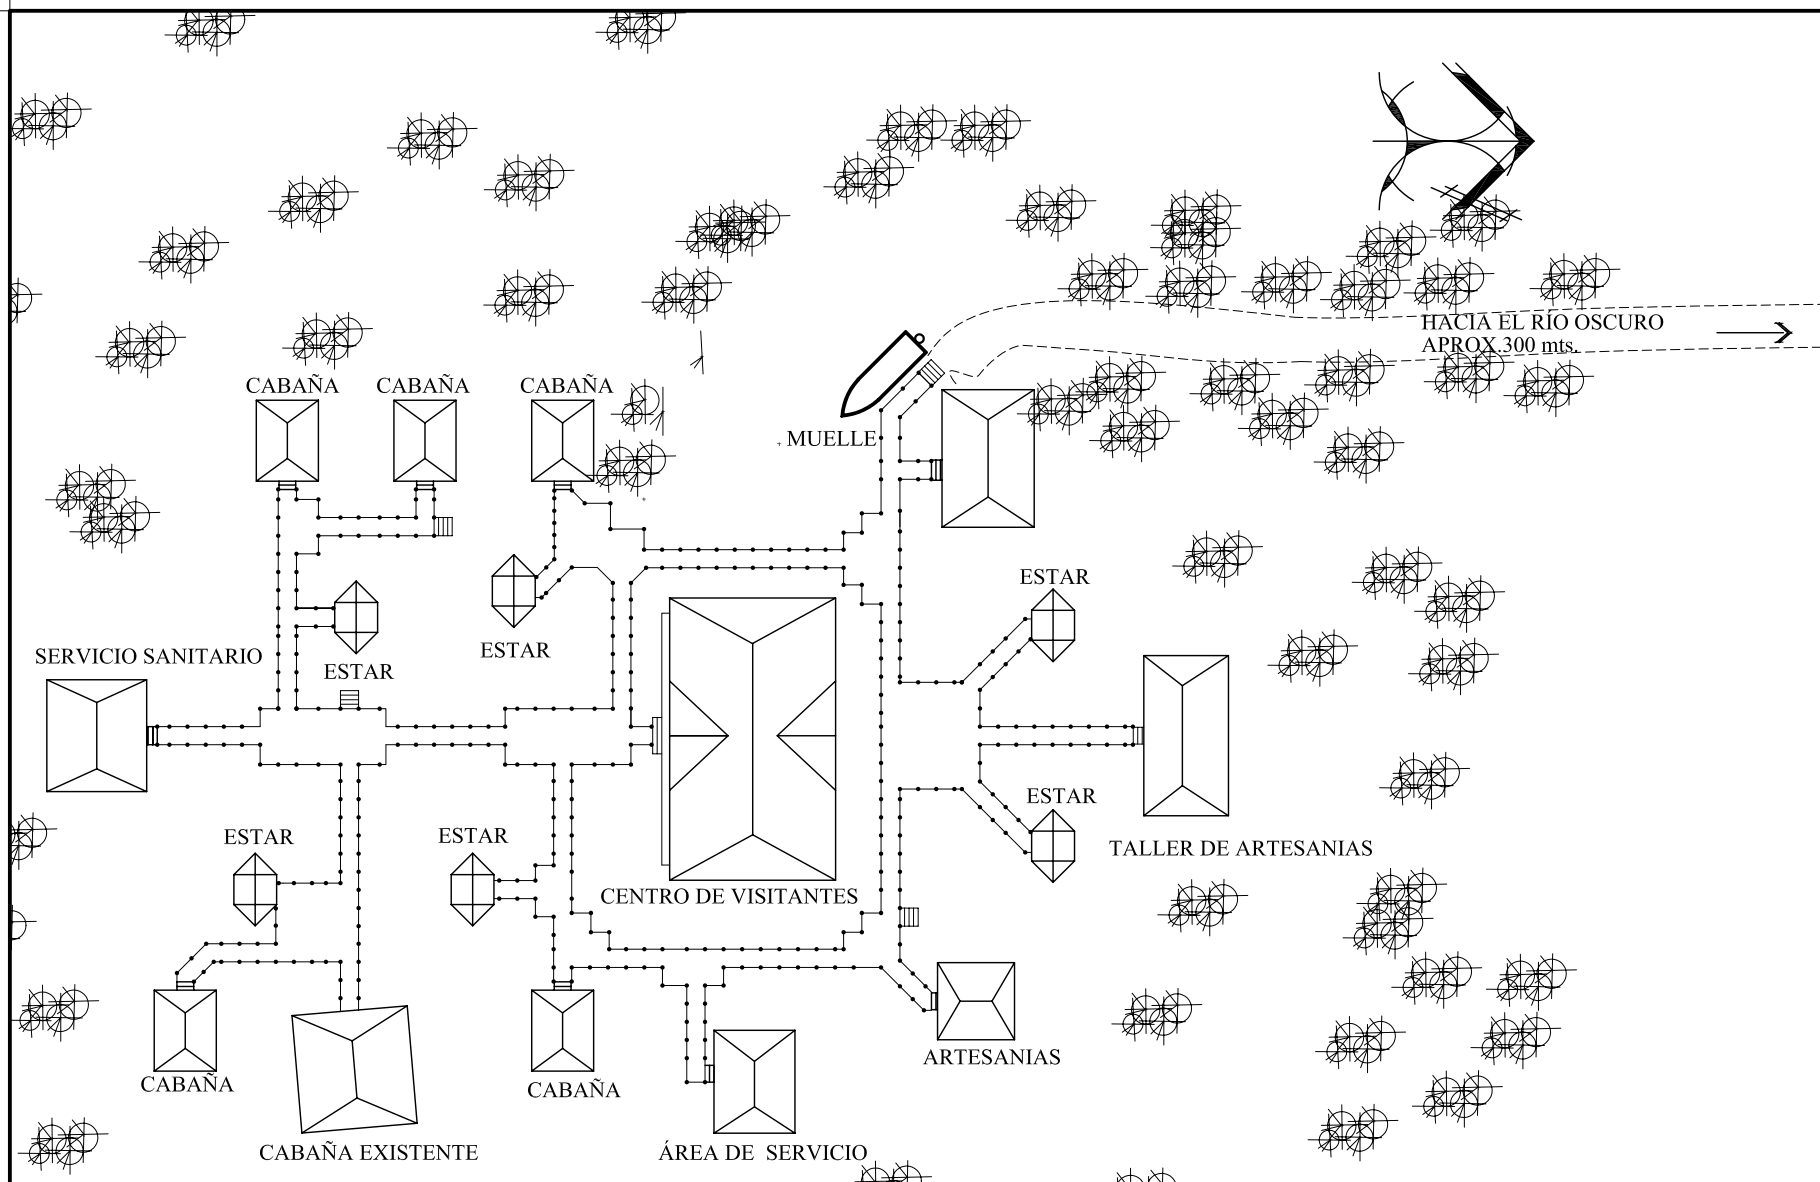 HACIA EL RÍO OSCURO
APROX.300 mts.
CABAÑA
CABAÑA
CABAÑA
MUELLE
ESTAR
ESTAR
SERVICIO SANITARIO
ESTAR
ESTAR
ESTAR
ESTAR
TALLER DE ARTESANIAS
CENTRO DE VISITANTES
ARTESANIAS
CABAÑA
CABAÑA
CABAÑA EXISTENTE
ÁREA DE SERVICIO